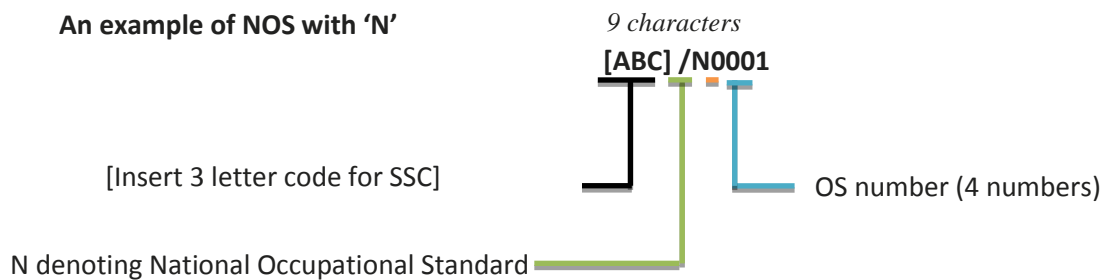 An example of NOS with ‘N’
9 characters
[ABC] /N0001
[Insert 3 letter code for SSC]
OS number (4 numbers)
N denoting National Occupational Standard